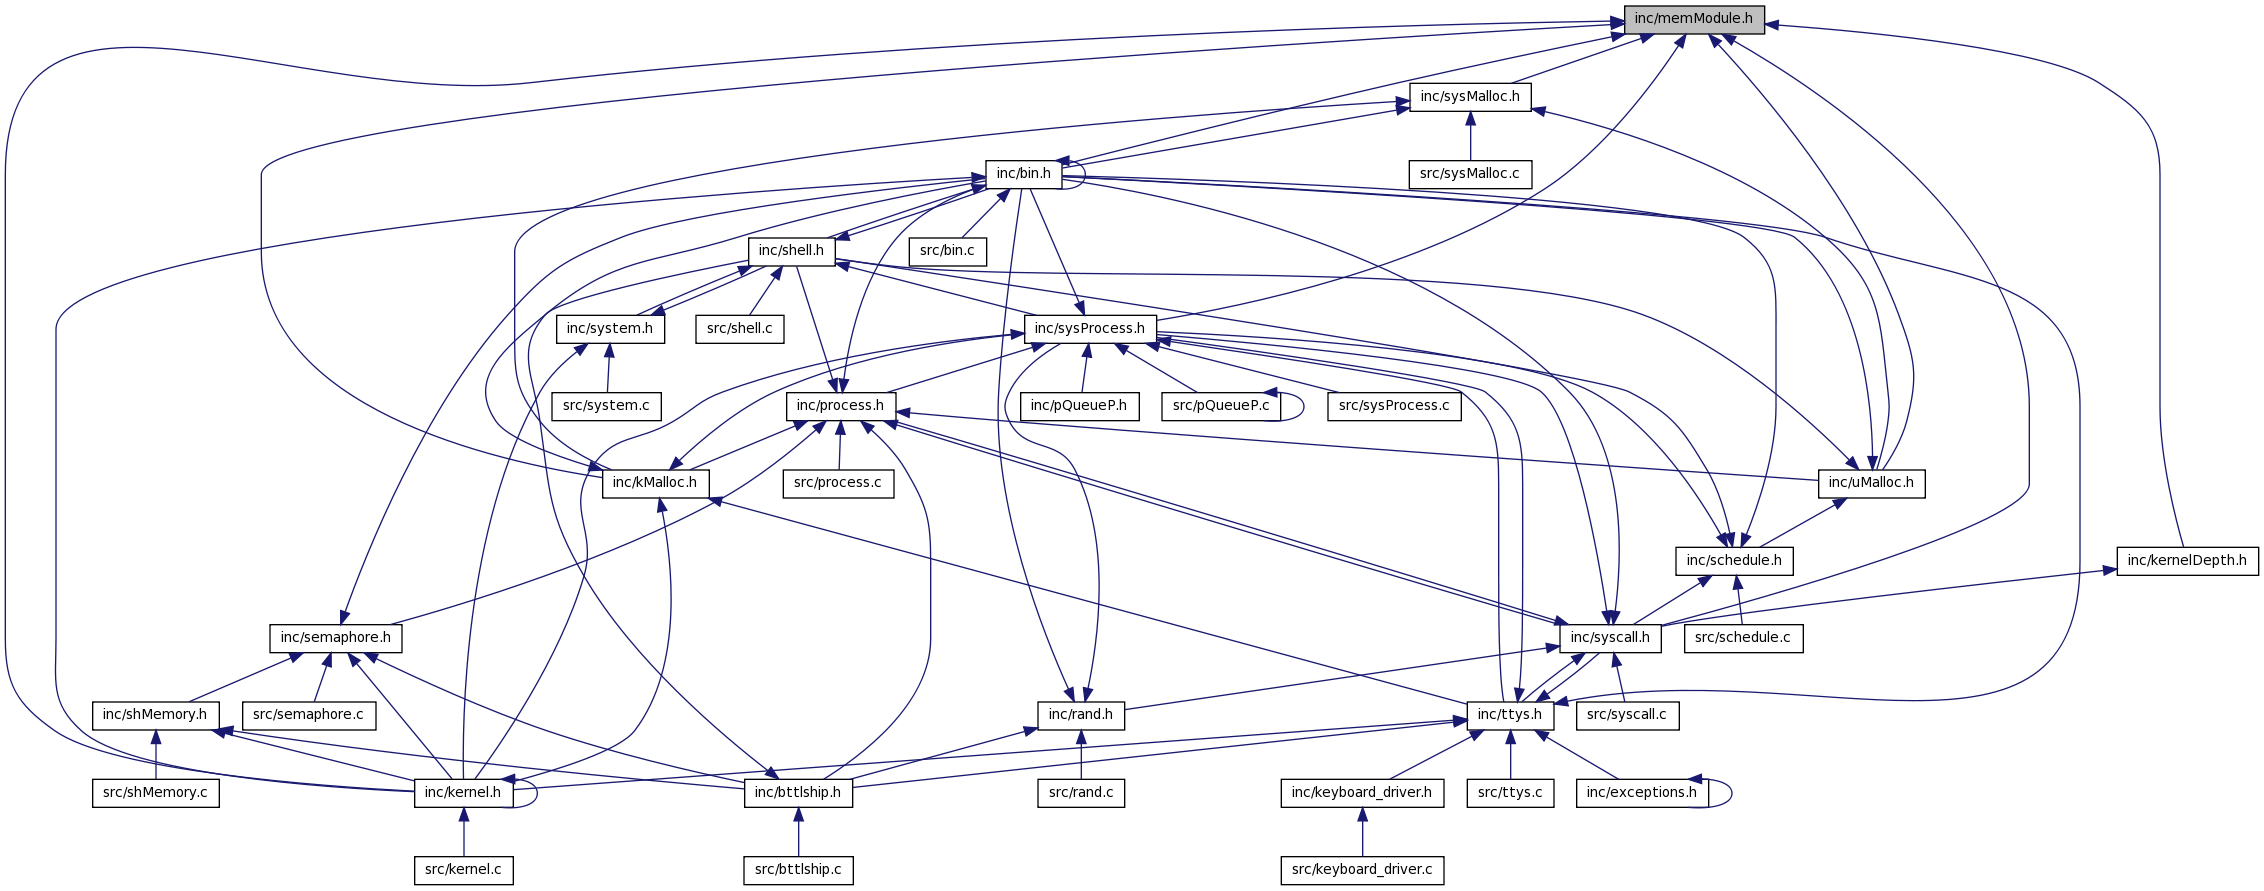 inc/memModule.h
inc/sysMalloc.h
inc/bin.h
src/sysMalloc.c
inc/shell.h
src/bin.c
inc/system.h
src/shell.c
inc/sysProcess.h
src/system.c
inc/process.h
inc/pQueueP.h
src/pQueueP.c
src/sysProcess.c
inc/kMalloc.h
src/process.c
inc/uMalloc.h
inc/schedule.h
inc/kernelDepth.h
inc/semaphore.h
inc/syscall.h
src/schedule.c
inc/shMemory.h
src/semaphore.c
inc/rand.h
inc/ttys.h
src/syscall.c
src/shMemory.c
inc/kernel.h
inc/bttlship.h
src/rand.c
inc/keyboard_driver.h
src/ttys.c
inc/exceptions.h
src/kernel.c
src/bttlship.c
src/keyboard_driver.c